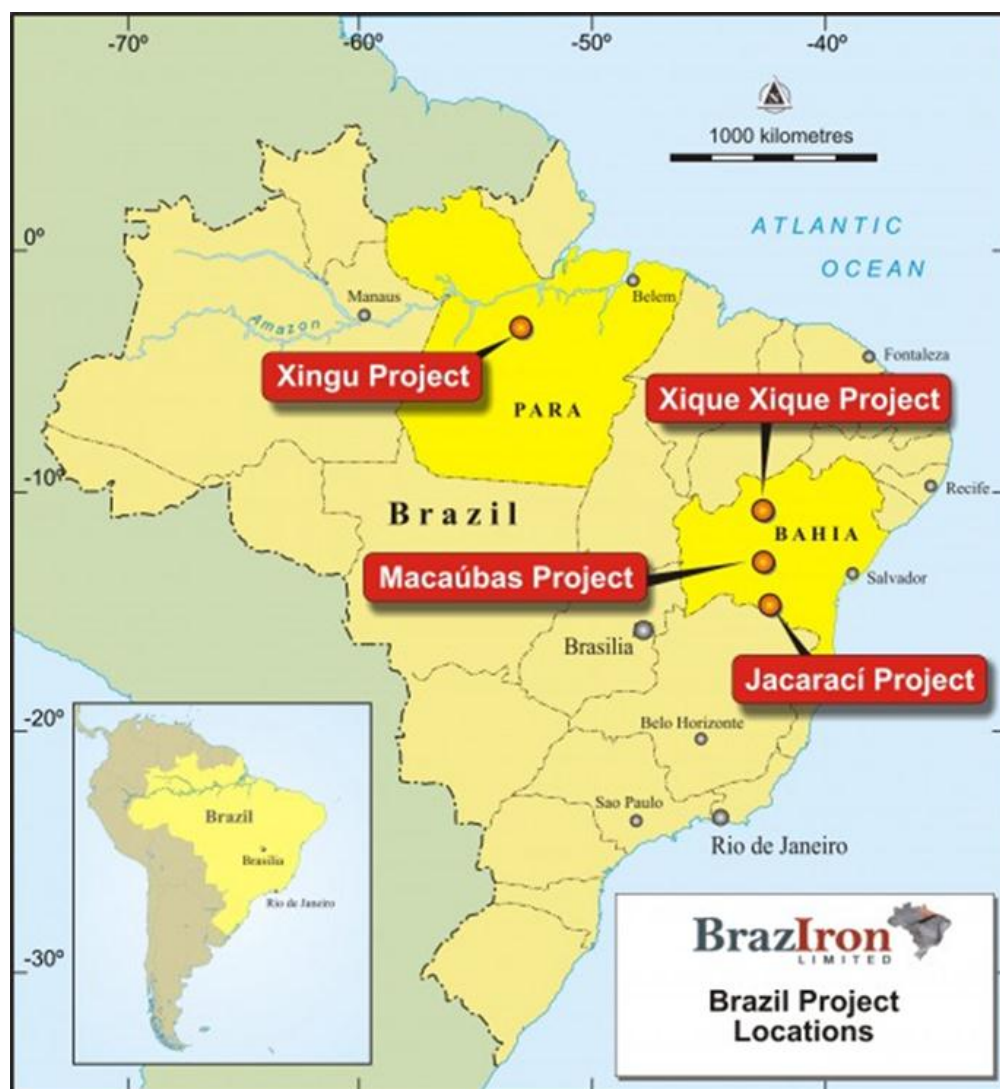 -70º
-60º
-50º
-40º
1000 kilometres
ATLANTIC
OCEAN
0º
Manaus
Amazon
Belem
Fontaleza
Xingu Project
PARA
Xique Xique Project
-10º
Brazil
Recife
BAHIA
Macaúbas Project
Salvador
Brasilia
Jacarací Project
-20º
Belo Horizonte
Sao Paulo
Rio de Janeiro
Brazil
Brasilia
Rio de Janeiro
-30º
BrazIron
LIMITED
Brazil Project
Locations